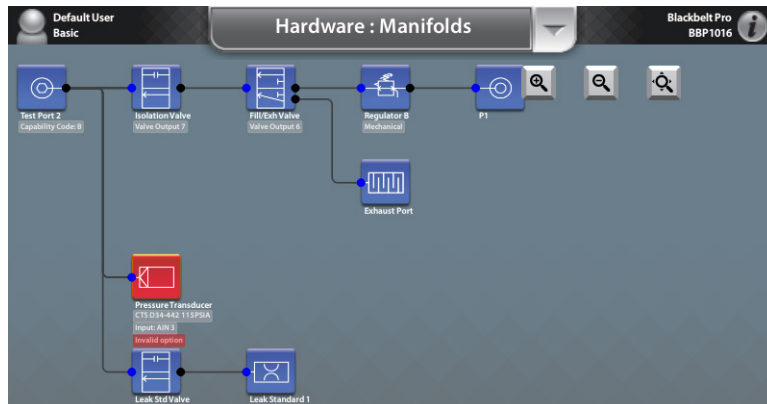 Default User
Basic
Hardware : Manifolds
Blackbelt Pro
BBP1016
i
Test Port 2
Capability Code: B
Isolation Valve
Valve Output 7
Fill/Exh Valve
Valve Output 6
Regulator B
Mechanical
P1
Exhaust Port
Pressure Transducer
CTS D34-442 115PSIA
Input: AIN 3
Invalid option
Leak Std Valve
Leak Standard 1